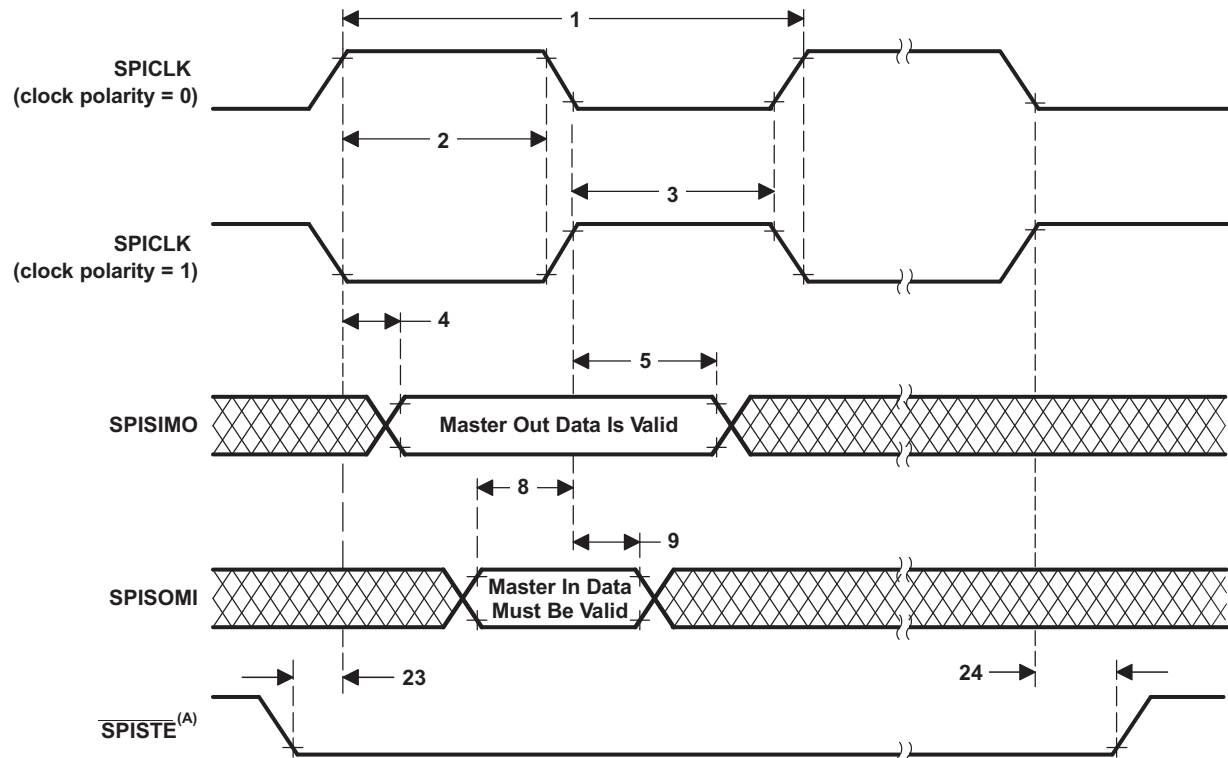 1
SPICLK
(clock polarity = 0)
2
3
SPICLK
(clock polarity = 1)
4
5
SPISIMO
Master Out Data Is Valid
8
9
SPISOMI
Master In Data
Must Be Valid
23
24
SPISTE(A)